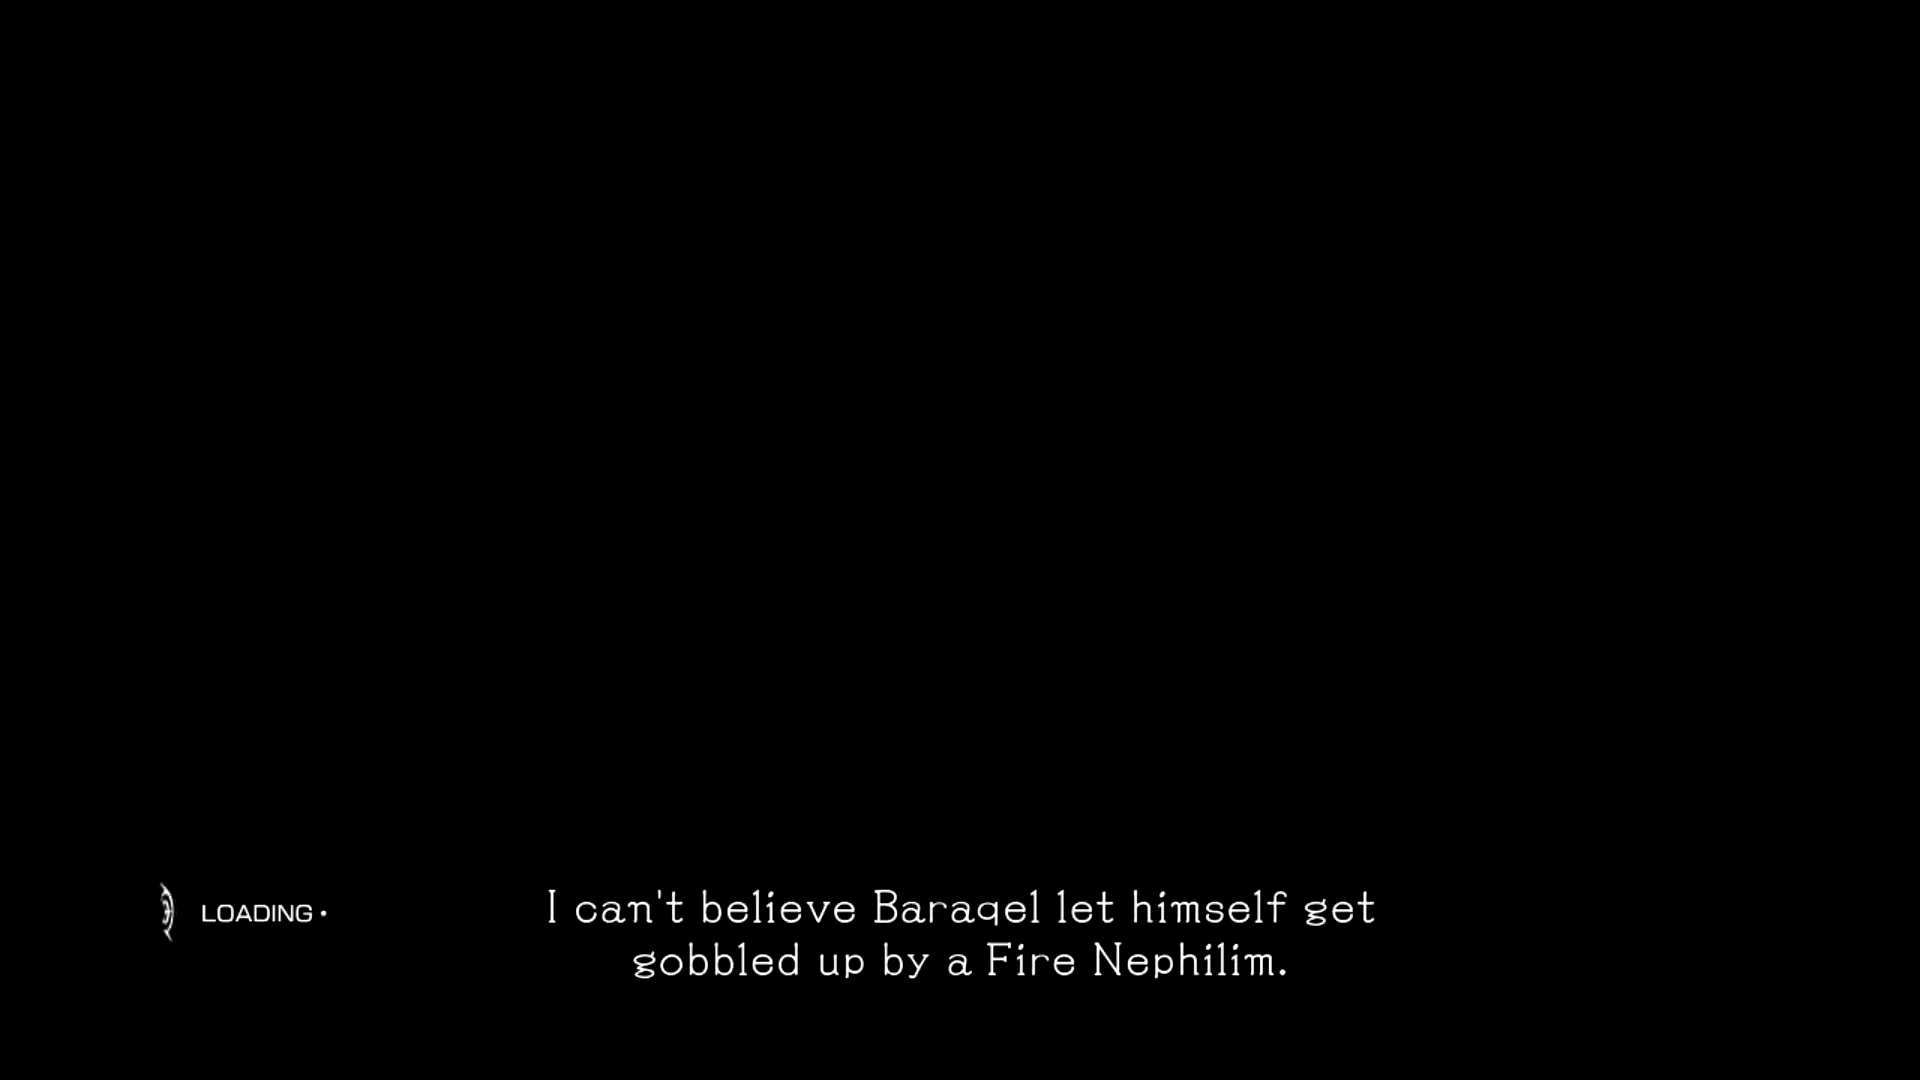 LOADING •
I can't believe Baraqel let himself get
gobbled up by a Fire Nephilim.